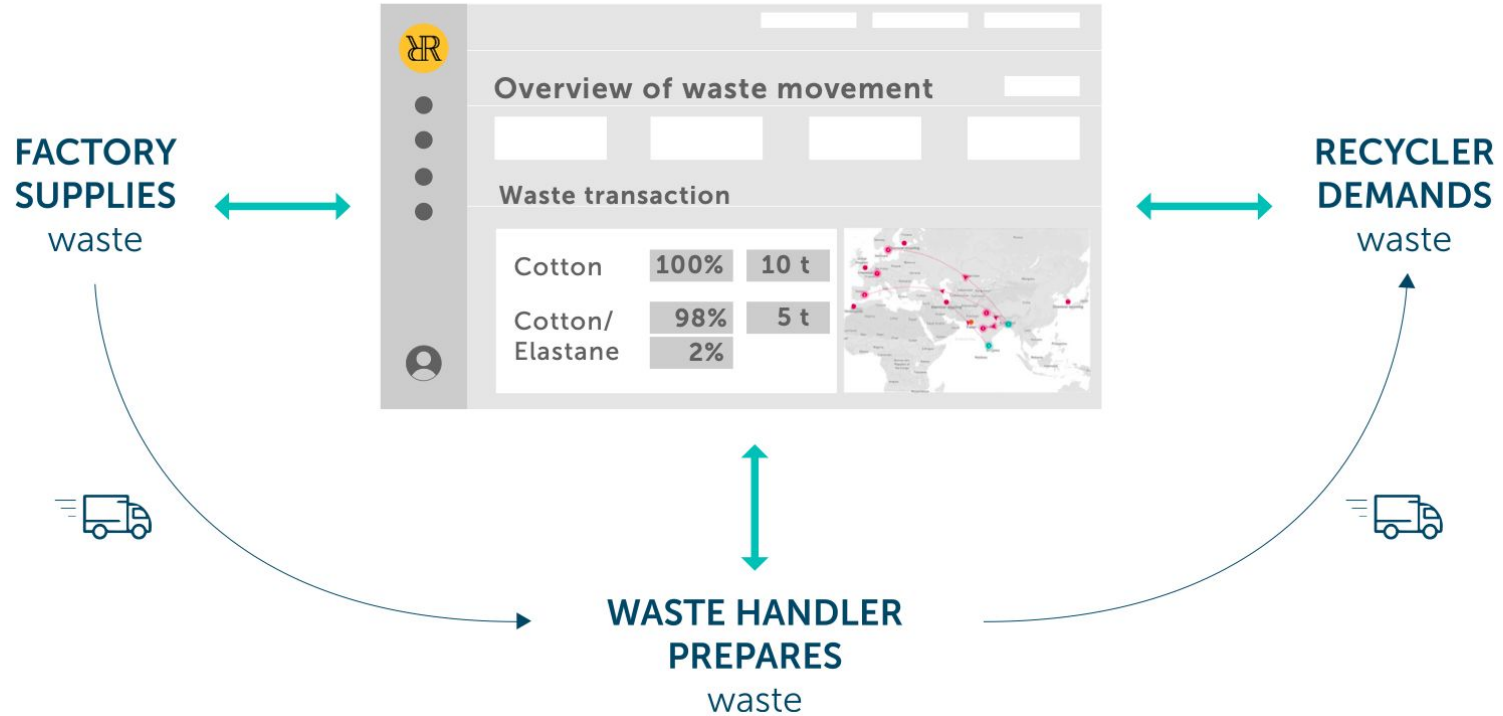 Overview of waste movement
FACTORY
SUPPLIES
waste
RECYCLER
DEMANDS
waste
Waste transaction
Cotton 100% 10 t
Cotton/ 98% 5 t
Elastane 2%
WASTE HANDLER
PREPARES
waste